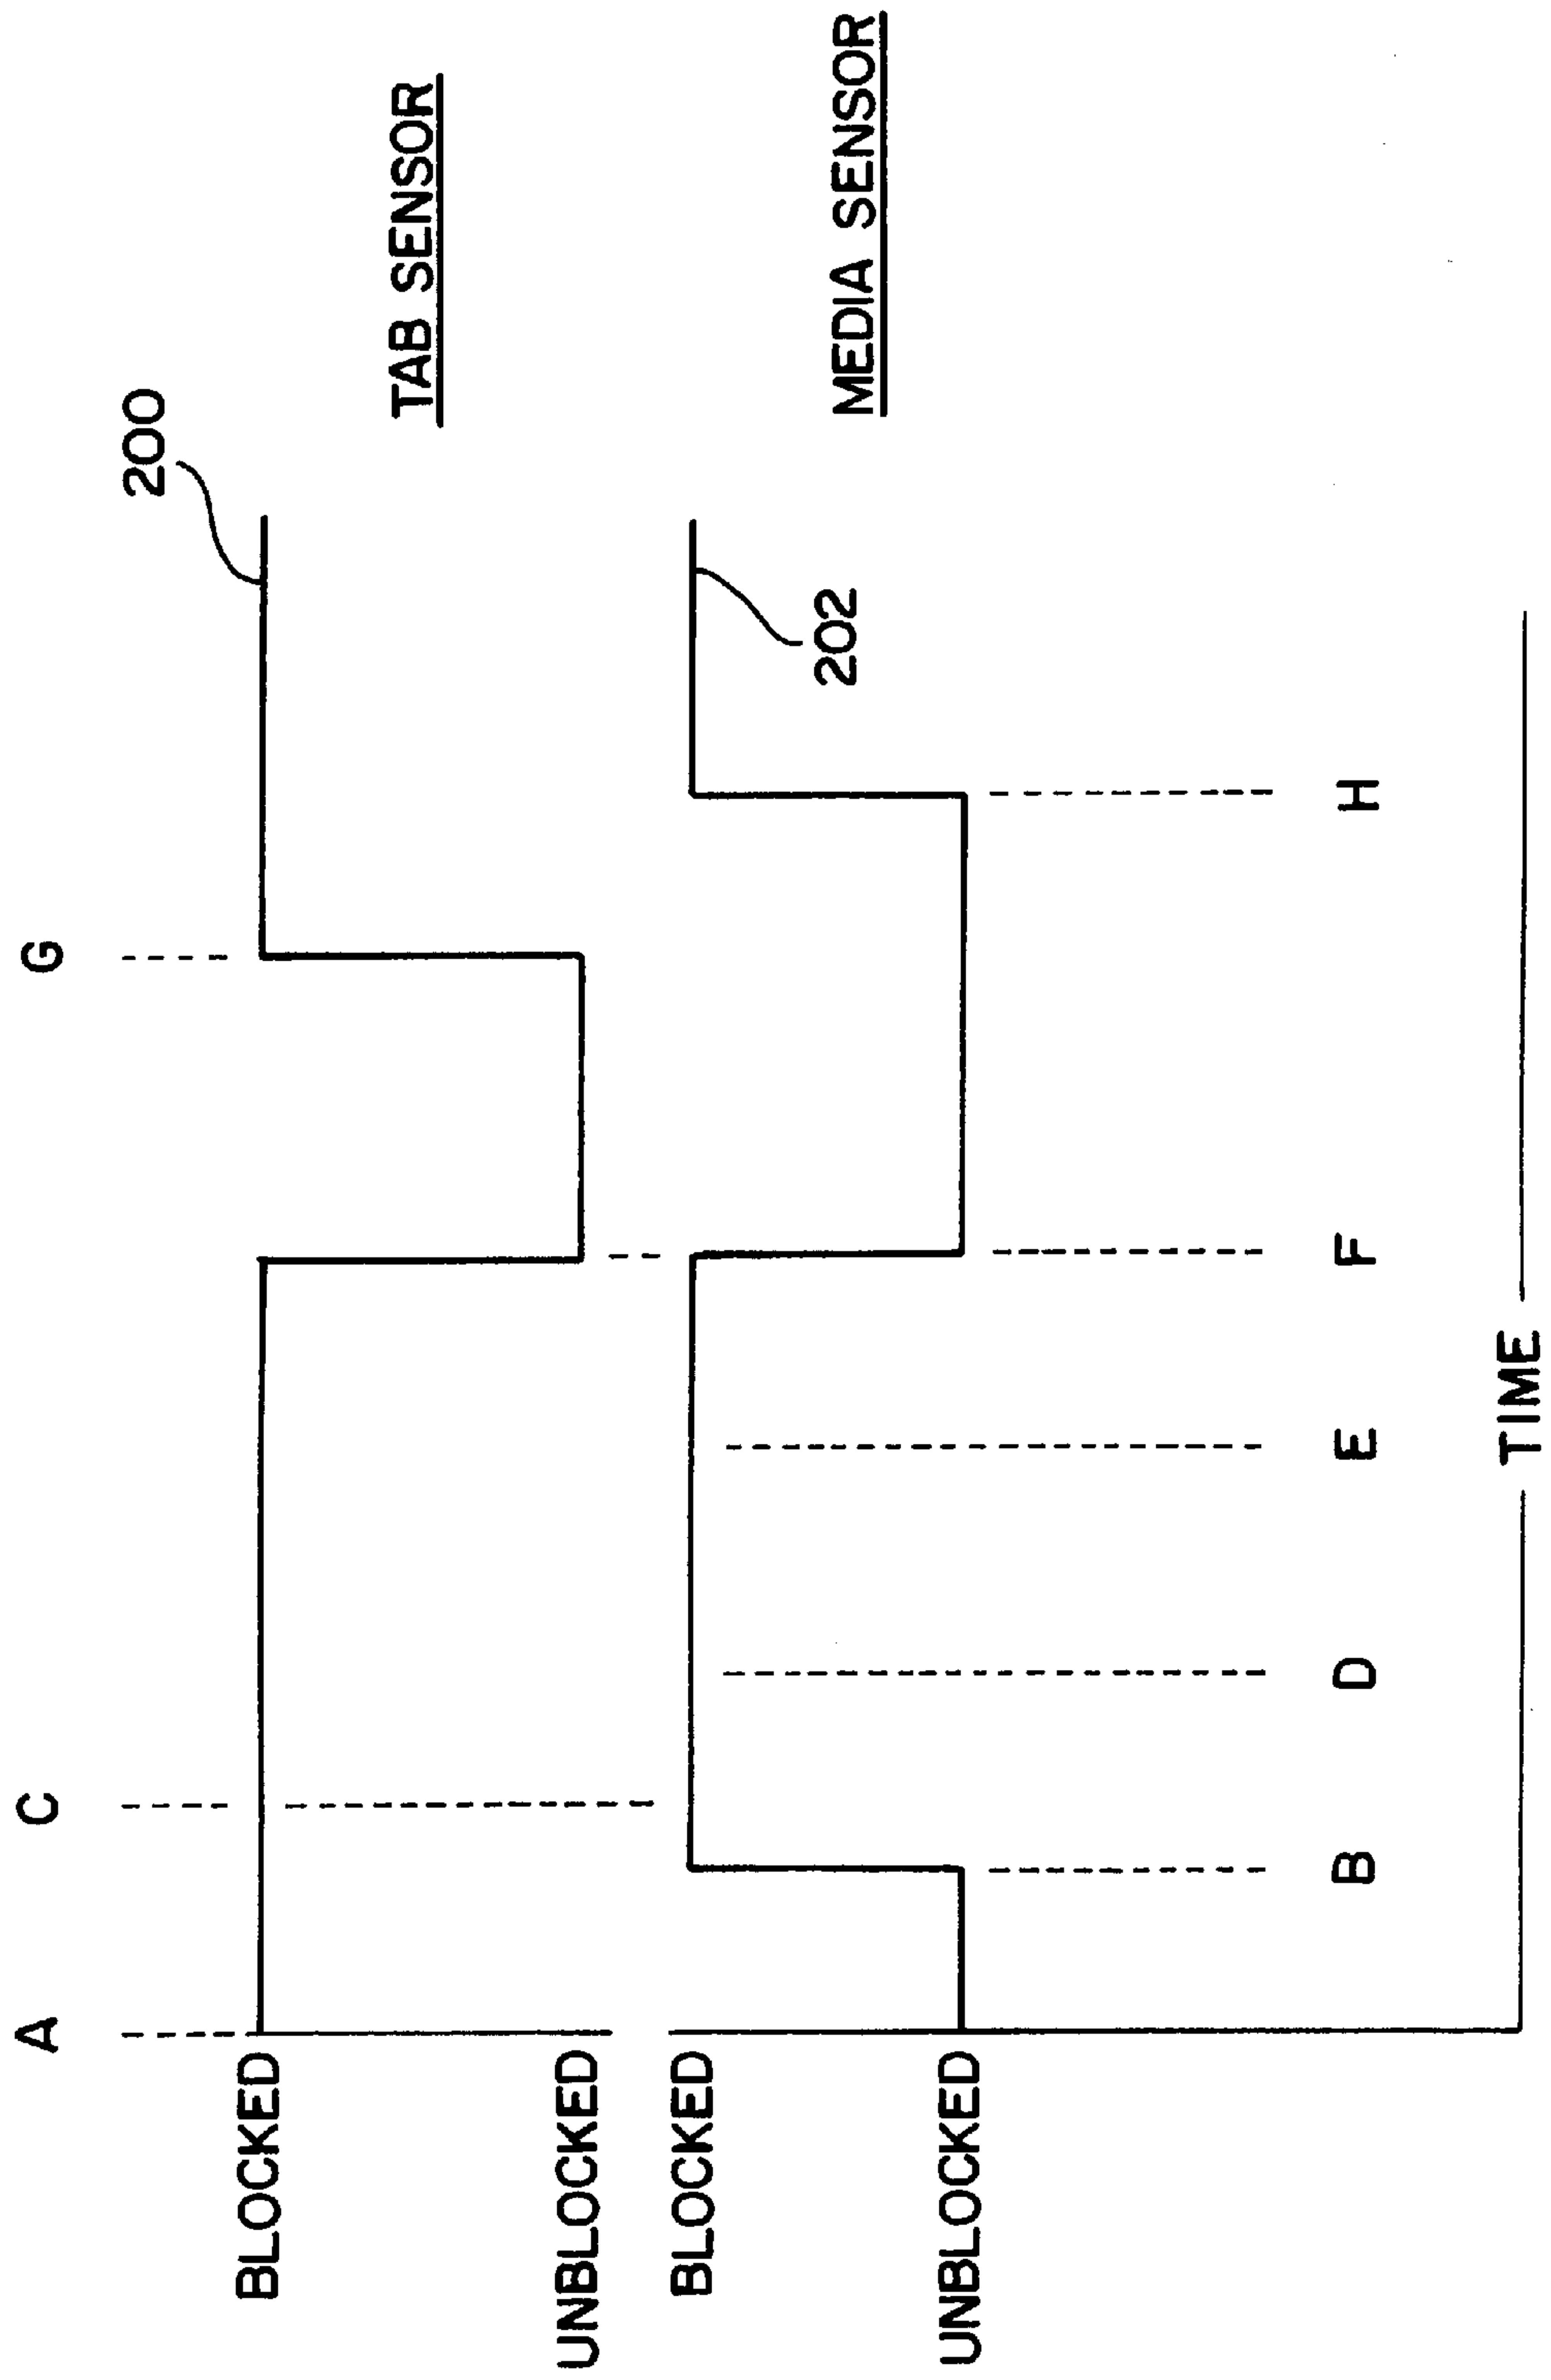 A C G
200
BLOCKED
TAB SENSOR
UNBLOCKED
BLOCKED
202
MEDIA SENSOR
UNBLOCKED
B D E F H
TIME